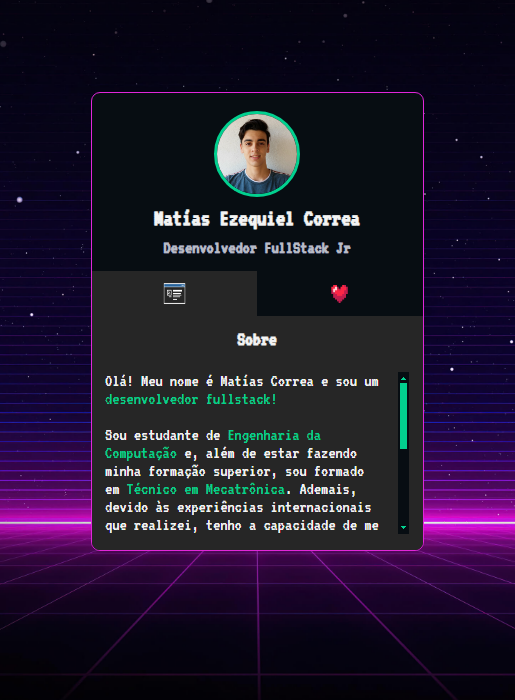 Matías Ezequiel Correa
Desenvolvedor FullStack Jr
Sobre
Olá! Meu nome é Matías Correa e sou um
desenvolvedor fullstack!
Sou estudante de Engenharia da
Computação e, além de estar fazendo
minha formação superior, sou formado
em Técnico em Mecatrônica. Ademais,
devido às experiências internacionais
que realizei, tenho a capacidade de me